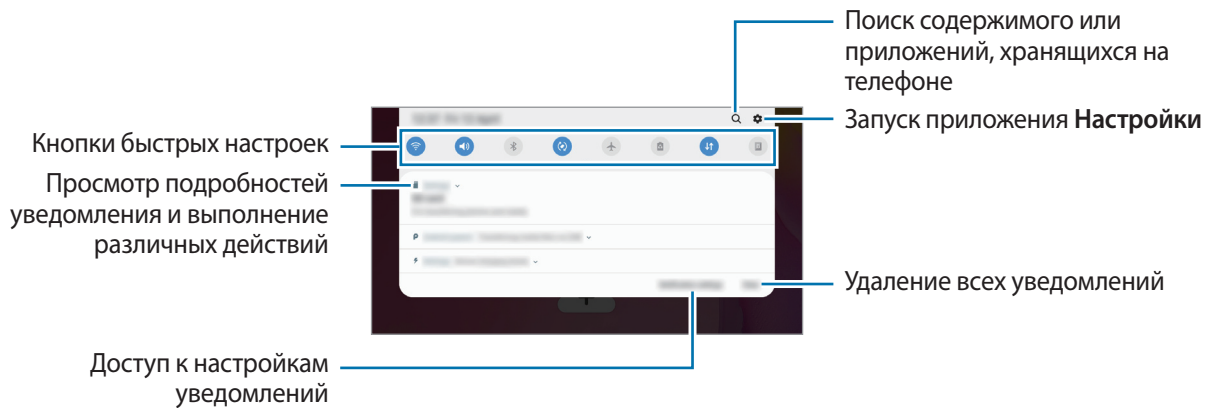 Поиск содержимого или
приложений, хранящихся на
телефоне
Запуск приложения Настройки
Кнопки быстрых настроек
Просмотр подробностей
уведомления и выполнение
различных действий
Удаление всех уведомлений
Доступ к настройкам
уведомлений